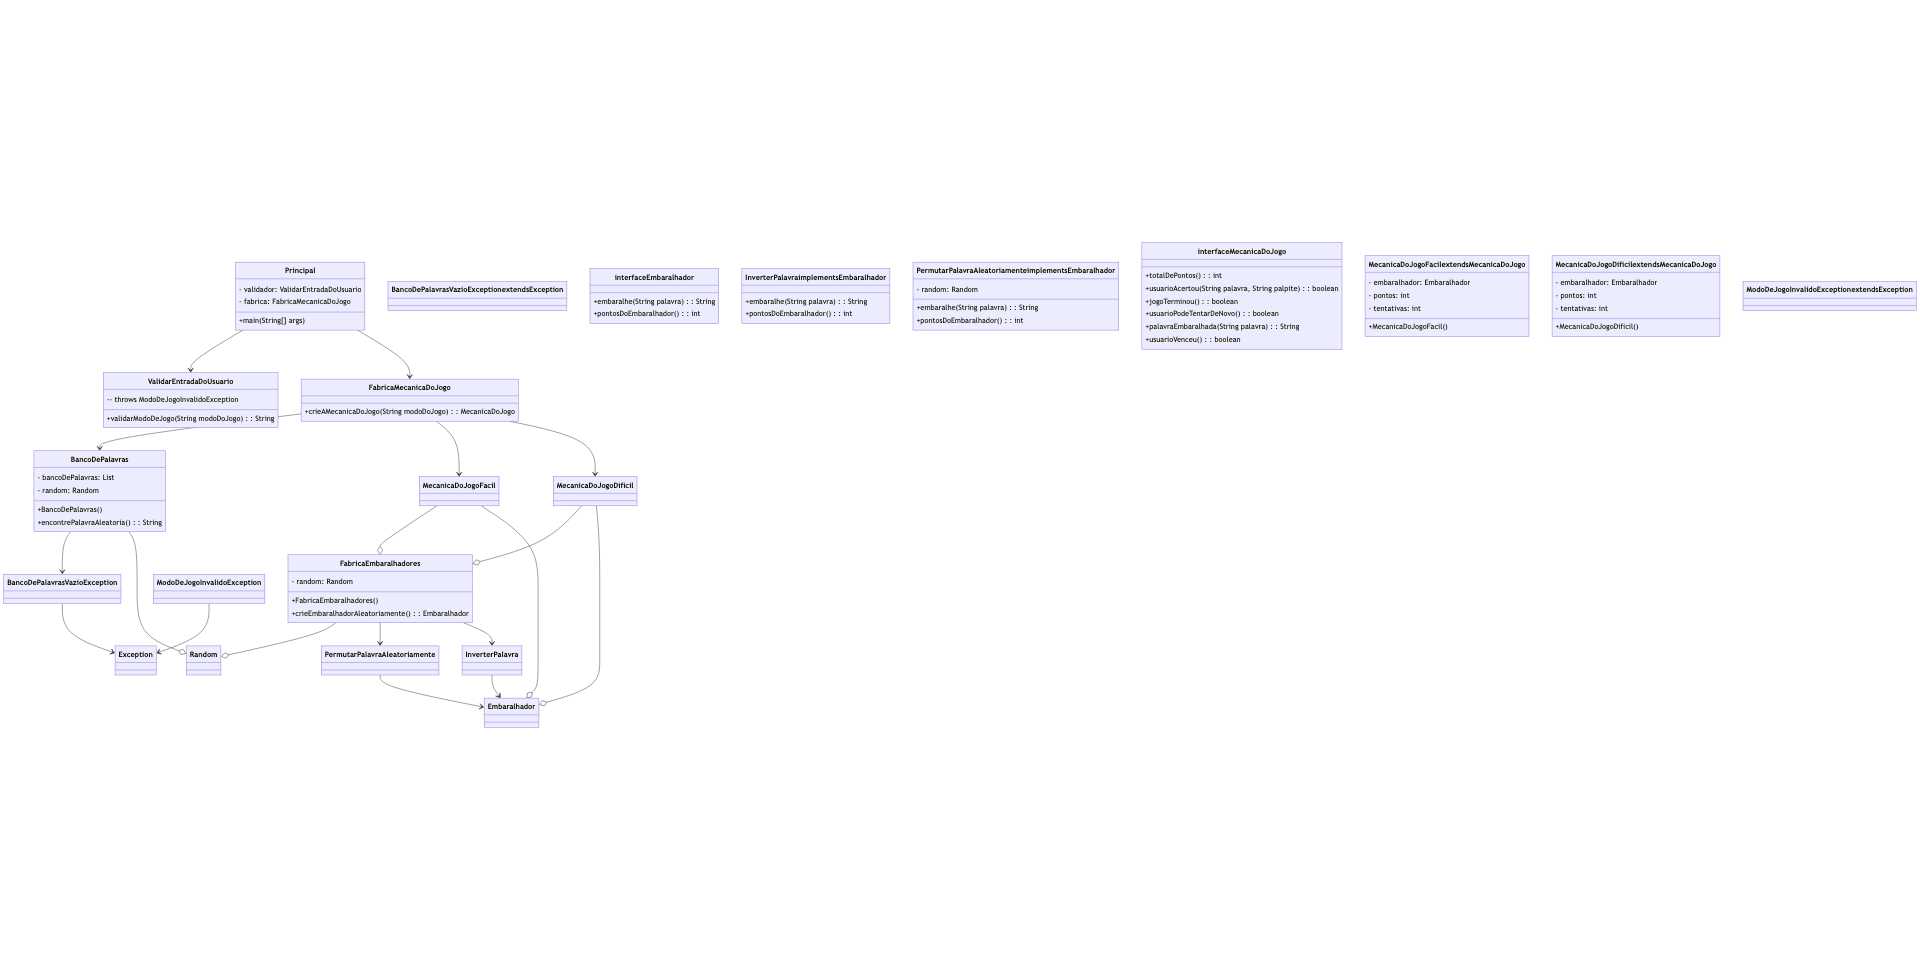 Principal
- validador: ValidarEntradaDoUsuario
- fabrica: FabricaMecanicaDoJogo
+main(String[] args)
BancoDePalavrasVazioExceptionextendsException
interfaceEmbaralhador
+embaralhe(String palavra) : : String
+pontosDoEmbaralhador() : : int
InverterPalavraimplementsEmbaralhador
+embaralhe(String palavra) : : String
+pontosDoEmbaralhador() : : int
PermutarPalavraAleatoriamenteimplementsEmbaralhador
- random: Random
+embaralhe(String palavra) : : String
+pontosDoEmbaralhador() : : int
interfaceMecanicaDoJogo
+totalDePontos() : : int
+usuarioAcertou(String palavra, String palpite) : : boolean
+jogoTerminou() : : boolean
+usuarioPodeTentarDeNovo() : : boolean
+palavraEmbaralhada(String palavra) : : String
+usuarioVenceu() : : boolean
MecanicaDoJogoFacilextendsMecanicaDoJogo
- embaralhador: Embaralhador
- pontos: int
- tentativas: int
+MecanicaDoJogoFacil()
MecanicaDoJogoDificilextendsMecanicaDoJogo
- embaralhador: Embaralhador
- pontos: int
- tentativas: int
+MecanicaDoJogoDificil()
ModoDeJogoInvalidoExceptionextendsException
ValidarEntradaDoUsuario
-- throws ModoDeJogoInvalidoException
+validarModoDeJogo(String modoDoJogo) : : String
FabricaMecanicaDoJogo
+crieAMecanicaDoJogo(String modoDoJogo) : : MecanicaDoJogo
BancoDePalavras
- bancoDePalavras: List
- random: Random
+BancoDePalavras()
+encontrePalavraAleatoria() : : String
MecanicaDoJogoFacil
MecanicaDoJogoDificil
BancoDePalavrasVazioException
ModoDeJogoInvalidoException
FabricaEmbaralhadores
- random: Random
+FabricaEmbaralhadores()
+crieEmbaralhadorAleatoriamente() : : Embaralhador
Exception
Random
PermutarPalavraAleatoriamente
InverterPalavra
Embaralhador